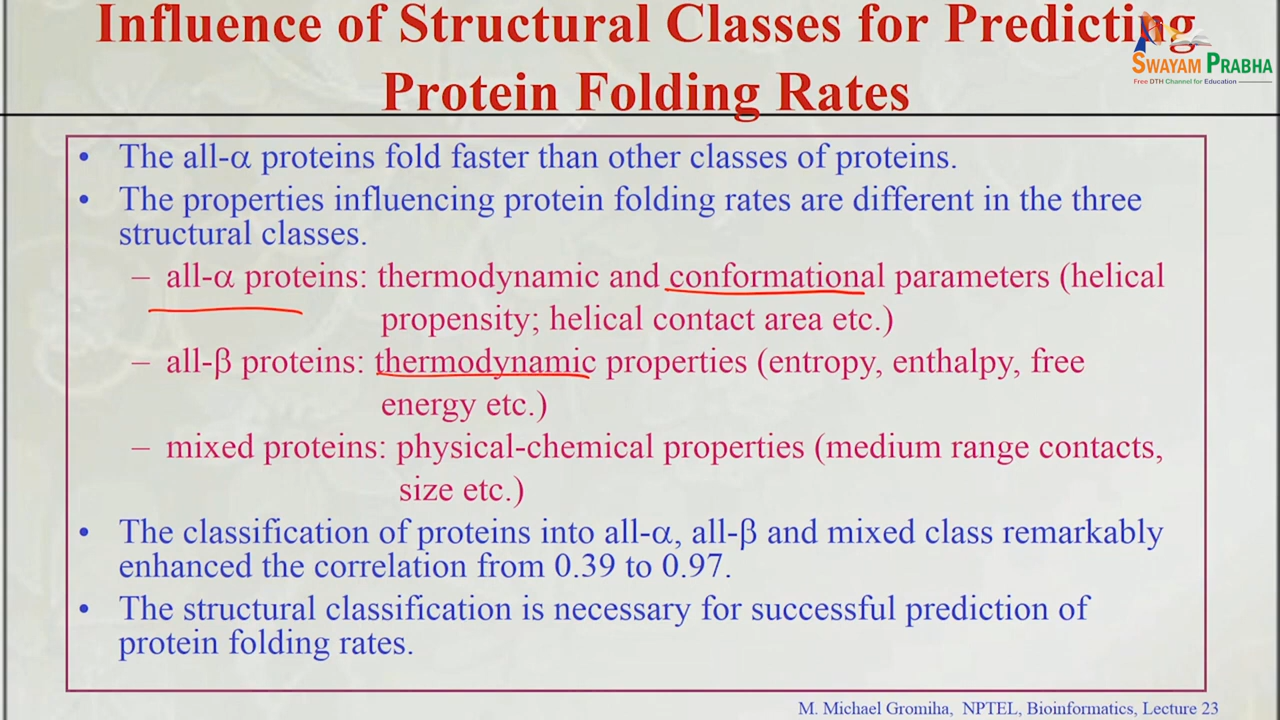 Influence of Structural Classes for Predicting
Protein Folding Rates
SWAYAM PRABHA
Free DTH Channel for Education
• The all-α proteins fold faster than other classes of proteins.
• The properties influencing protein folding rates are different in the three
structural classes.
– all-α proteins: thermodynamic and conformational parameters (helical
propensity; helical contact area etc.)
– all-β proteins: thermodynamic properties (entropy, enthalpy, free
energy etc.)
– mixed proteins: physical-chemical properties (medium range contacts,
size etc.)
• The classification of proteins into all-α, all-β and mixed class remarkably
enhanced the correlation from 0.39 to 0.97.
• The structural classification is necessary for successful prediction of
protein folding rates.
M. Michael Gromiha, NPTEL, Bioinformatics, Lecture 23